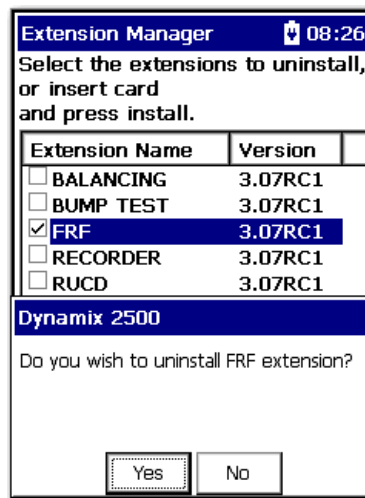 Extension Manager 08:26
Select the extensions to uninstall,
or insert card
and press install.
Extension Name Version
BALANCING 3.07RC1
BUMP TEST 3.07RC1
FRF 3.07RC1
RECORDER 3.07RC1
RUCD 3.07RC1
Dynamix 2500
Do you wish to uninstall FRF extension?
Yes No